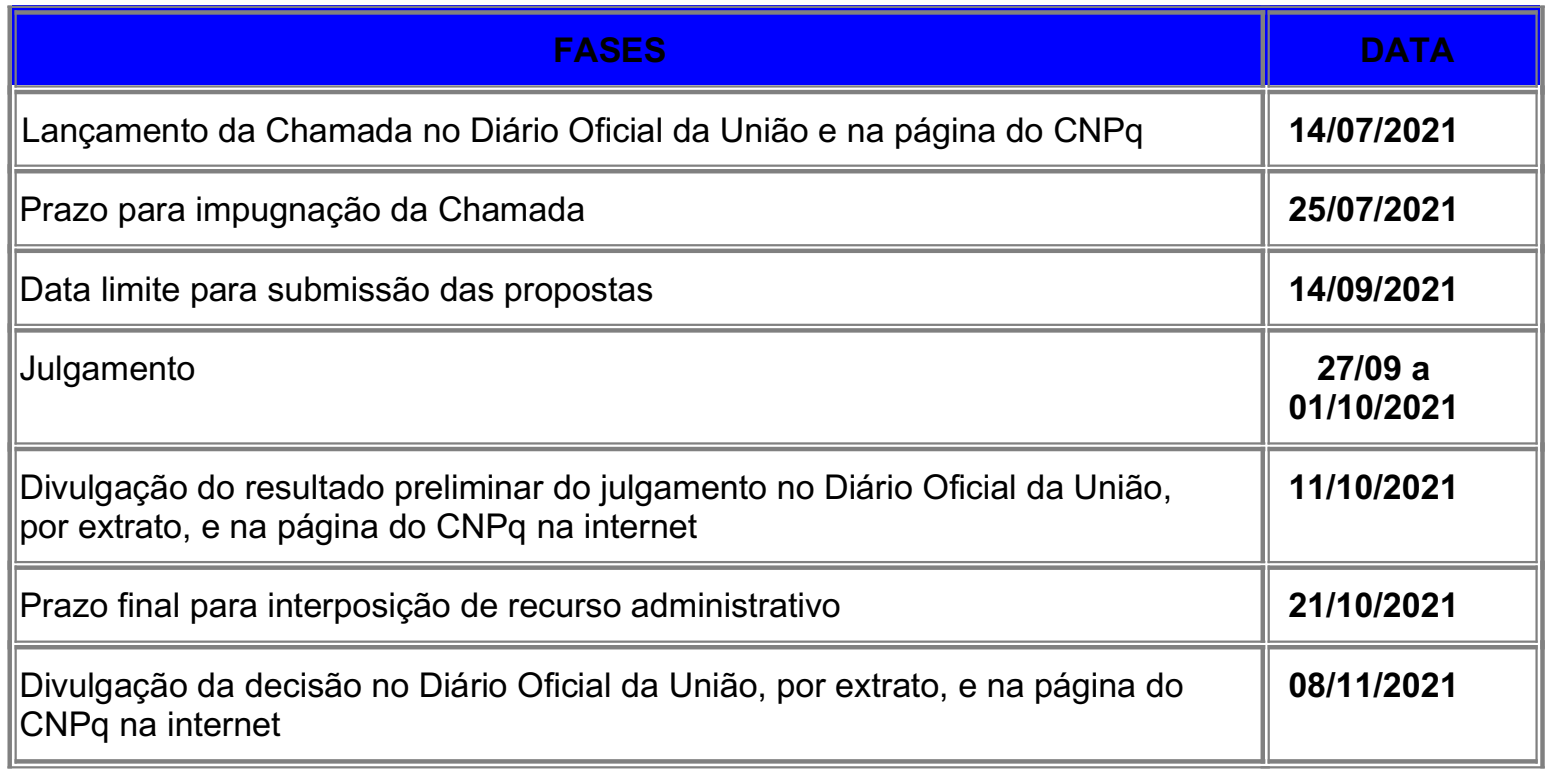 FASES DATA
Lançamento da Chamada no Diário Oficial da União e na página do CNPq 14/07/2021
Prazo para impugnação da Chamada 25/07/2021
Data limite para submissão das propostas 14/09/2021
Julgamento 27/09 a
01/10/2021
Divulgação do resultado preliminar do julgamento no Diário Oficial da União, 11/10/2021
por extrato, e na página do CNPq na internet
Prazo final para interposição de recurso administrativo 21/10/2021
Divulgação da decisão no Diário Oficial da União, por extrato, e na página do 08/11/2021
CNPq na internet